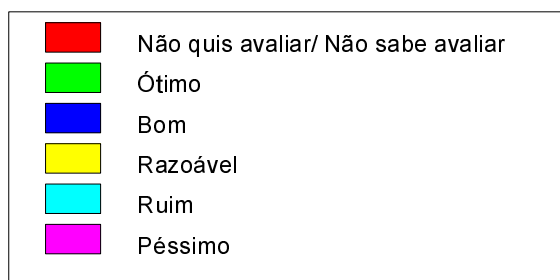 Não quis avaliar/ Não sabe avaliar
Ótimo
Bom
Razoável
Ruim
Péssimo